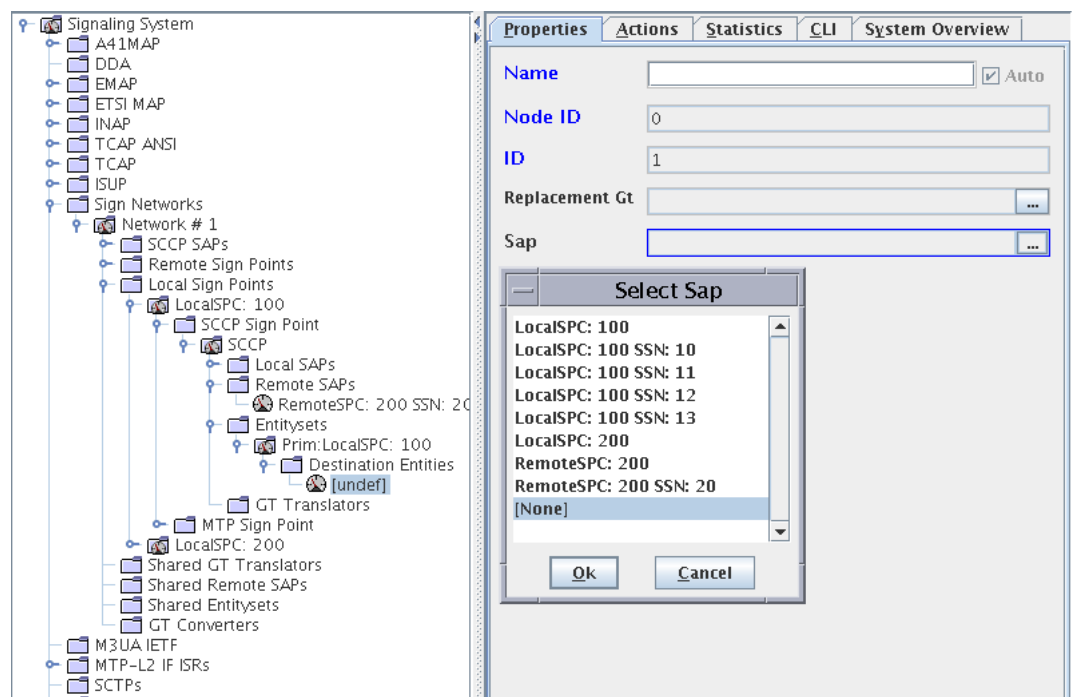 Signaling System
A41MAP
DDA
EMAP
ETSI MAP
INAP
TCAP ANSI
TCAP
ISUP
Sign Networks
Network # 1
SCCP SAPs
Remote Sign Points
Local Sign Points
LocalSPC: 100
SCCP Sign Point
SCCP
Local SAPs
Remote SAPs
RemoteSPC: 200 SSN: 20
Entitysets
Prim:LocalSPC: 100
Destination Entities
[undef]
GT Translators
MTP Sign Point
LocalSPC: 200
Shared GT Translators
Shared Remote SAPs
Shared Entitysets
GT Converters
M3UA IETF
MTP-L2 IF ISRs
SCTPs
Properties Actions Statistics CLI System Overview
Name Auto
Node ID 0
ID 1
Replacement Gt ...
Sap ...
Select Sap
LocalSPC: 100
LocalSPC: 100 SSN: 10
LocalSPC: 100 SSN: 11
LocalSPC: 100 SSN: 12
LocalSPC: 100 SSN: 13
LocalSPC: 200
RemoteSPC: 200
RemoteSPC: 200 SSN: 20
[None]
Ok Cancel